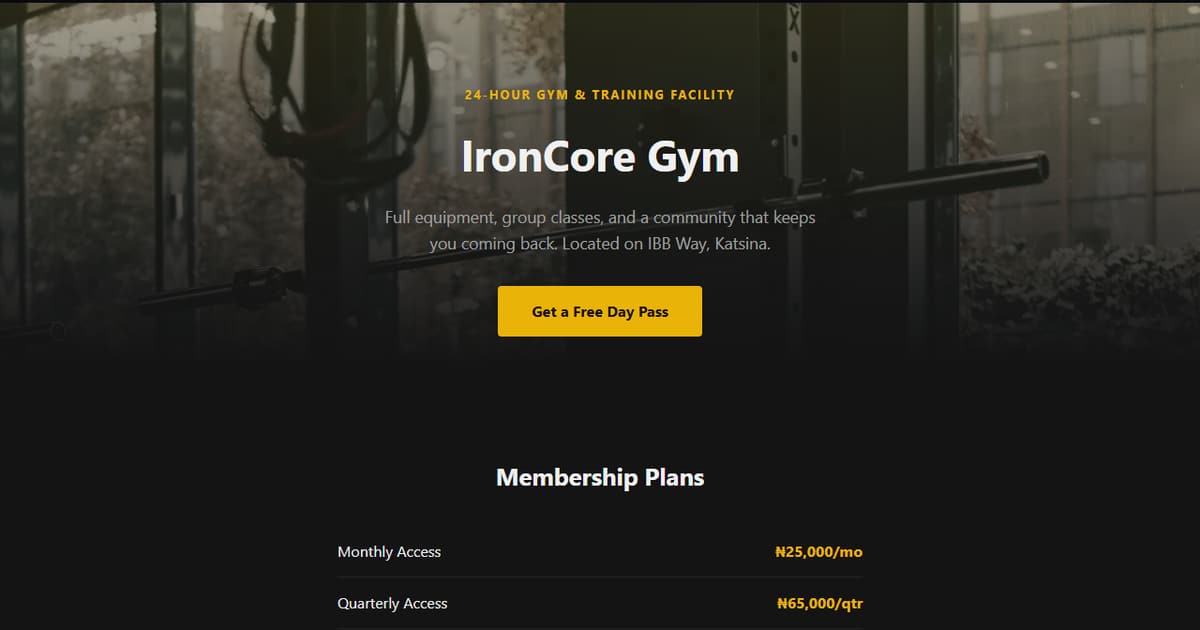 24-HOUR GYM & TRAINING FACILITY
IronCore Gym
Full equipment, group classes, and a community that keeps
you coming back. Located on IBB Way, Katsina.
Get a Free Day Pass
Membership Plans
Monthly Access ₦25,000/mo
Quarterly Access ₦65,000/qtr